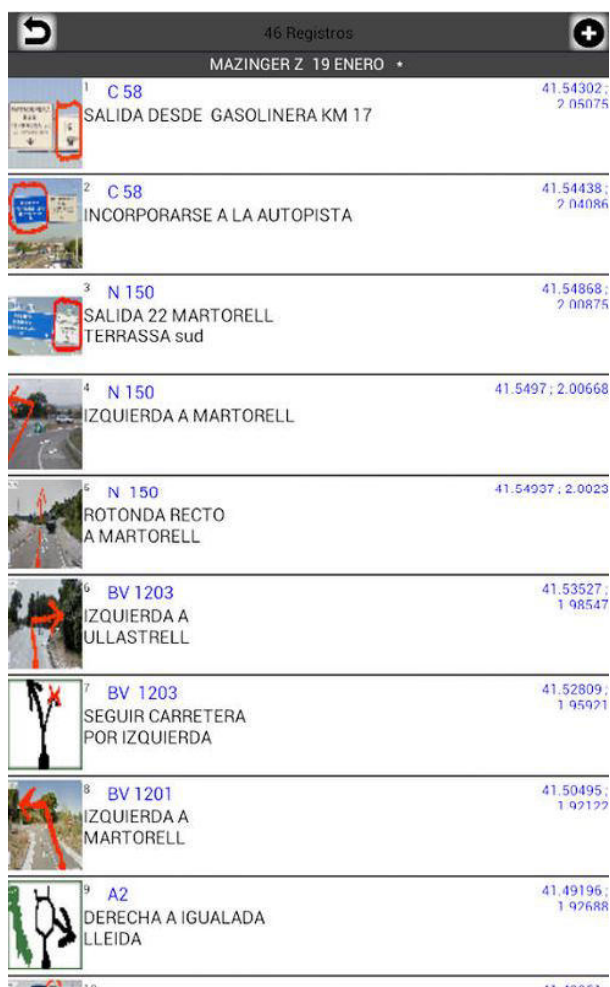 46 Registros
MAZINGER Z 19 ENERO *
1 C 58 41.54302 ;
SALIDA DESDE GASOLINERA KM 17 2.05075
2 C 58 41.54438 ;
INCORPORARSE A LA AUTOPISTA 2.04086
3 N 150 41.54868 ;
SALIDA 22 MARTORELL 2.00875
TERRASSA sud
4 N 150 41.5497 ; 2.00668
IZQUIERDA A MARTORELL
5 N 150 41.54937 ; 2.0023
ROTONDA RECTO
A MARTORELL
6 BV 1203 41.53527 ;
IZQUIERDA A 1.98547
ULLASTRELL
7 BV 1203 41.52809 ;
SEGUIR CARRETERA 1.95921
POR IZQUIERDA
8 BV 1201 41.50495 ;
IZQUIERDA A 1.92122
MARTORELL
9 A2 41.49196 ;
DERECHA A IGUALADA 1.92688
LLEIDA